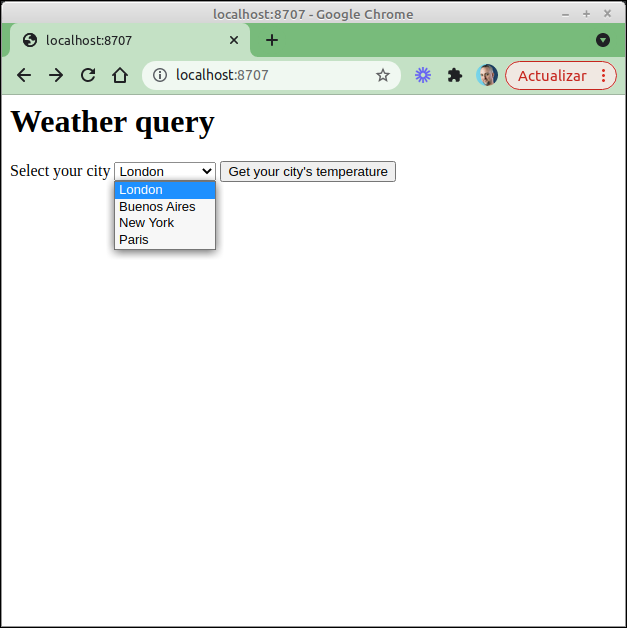 localhost:8707 - Google Chrome
localhost:8707
localhost:8707
Actualizar
Weather query
Select your city London Get your city's temperature
London
Buenos Aires
New York
Paris